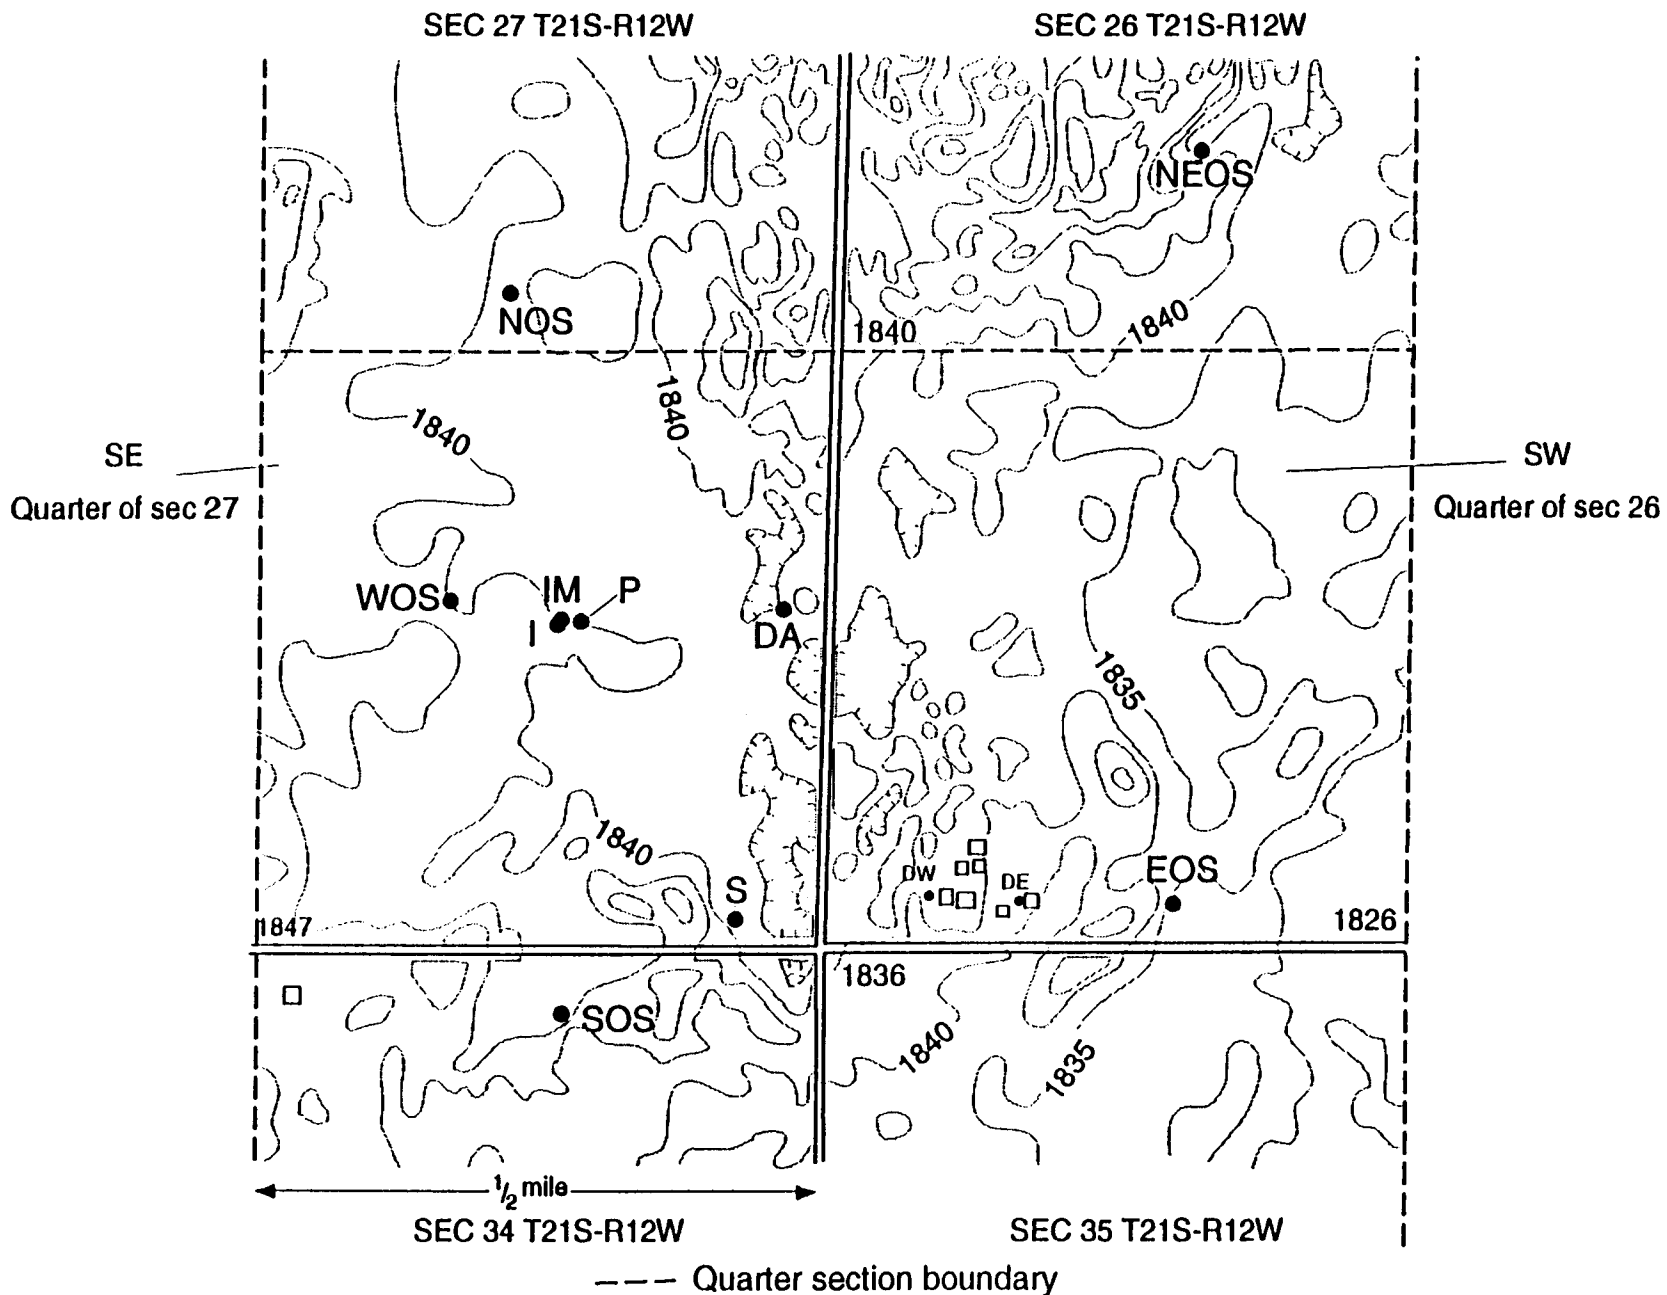 SEC 27 T21S-R12W
SEC 26 T21S-R12W
NEOS
NOS
1840
1840
1840
1840
SE
Quarter of sec 27
SW
Quarter of sec 26
WOS
IM
P
I
DA
1835
1840
DW
DE
EOS
S
1847
1826
1836
SOS
1840
1835
1/2 mile
SEC 34 T21S-R12W
SEC 35 T21S-R12W
--- Quarter section boundary